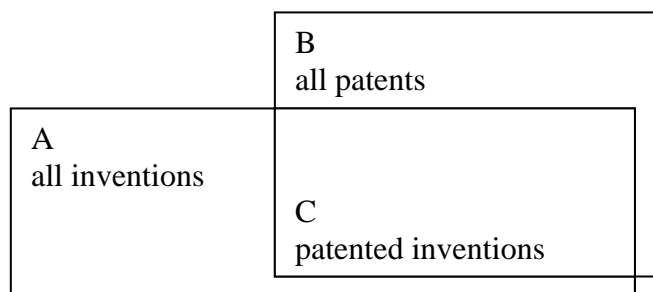 B
all patents
A
all inventions
C
patented inventions